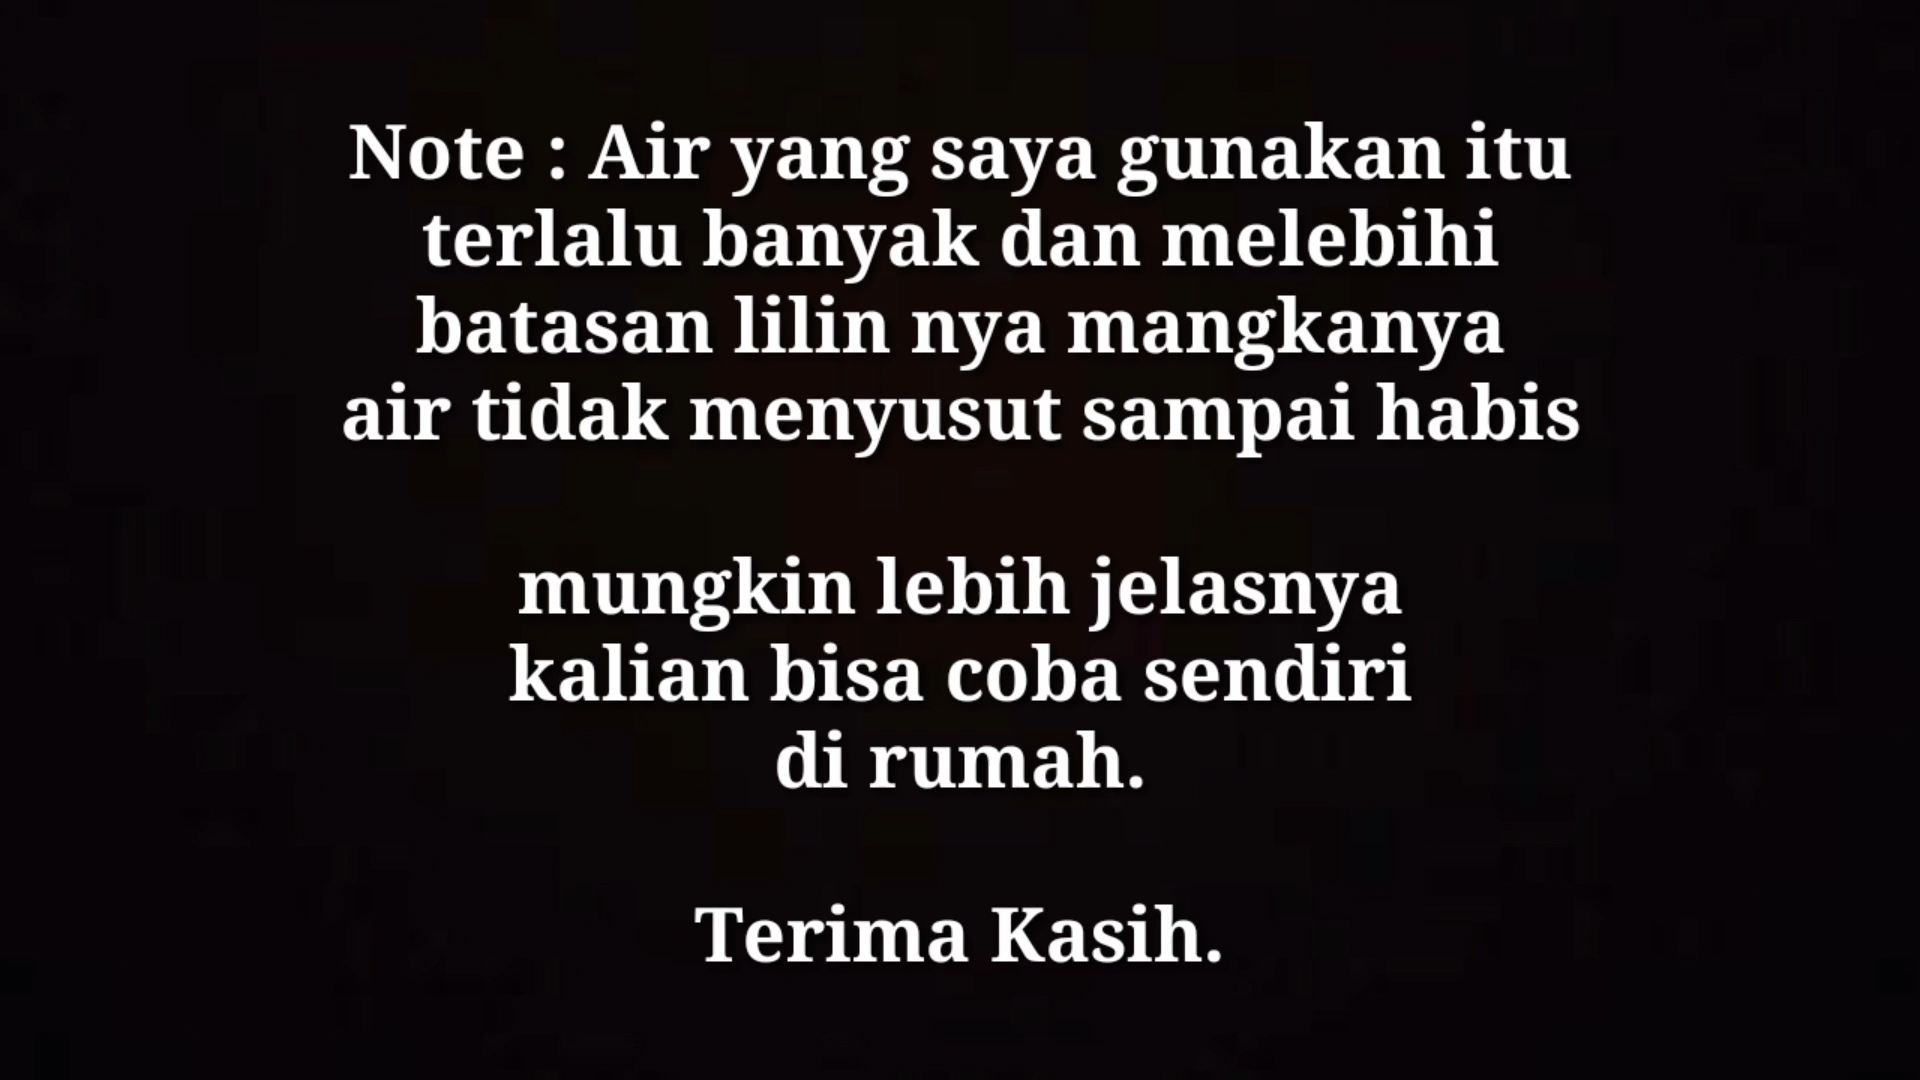 Note : Air yang saya gunakan itu
terlalu banyak dan melebihi
batasan lilin nya mangkanya
air tidak menyusut sampai habis
mungkin lebih jelasnya
kalian bisa coba sendiri
di rumah.
Terima Kasih.